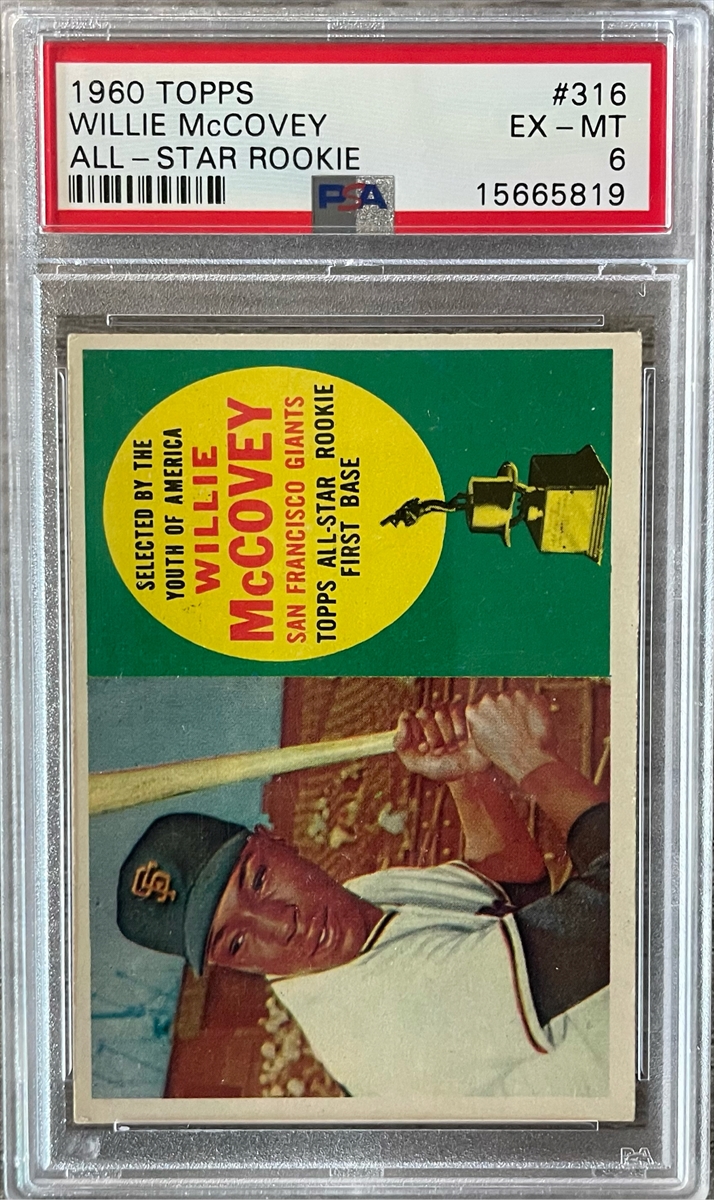 1960 TOPPS #316
WILLIE McCOVEY EX – MT
ALL – STAR ROOKIE 6
PSA 15665819
SELECTED BY THE
YOUTH OF AMERICA
WILLIE
McCOVEY
SAN FRANCISCO GIANTS
TOPPS ALL-STAR ROOKIE
FIRST BASE
SF
PSA